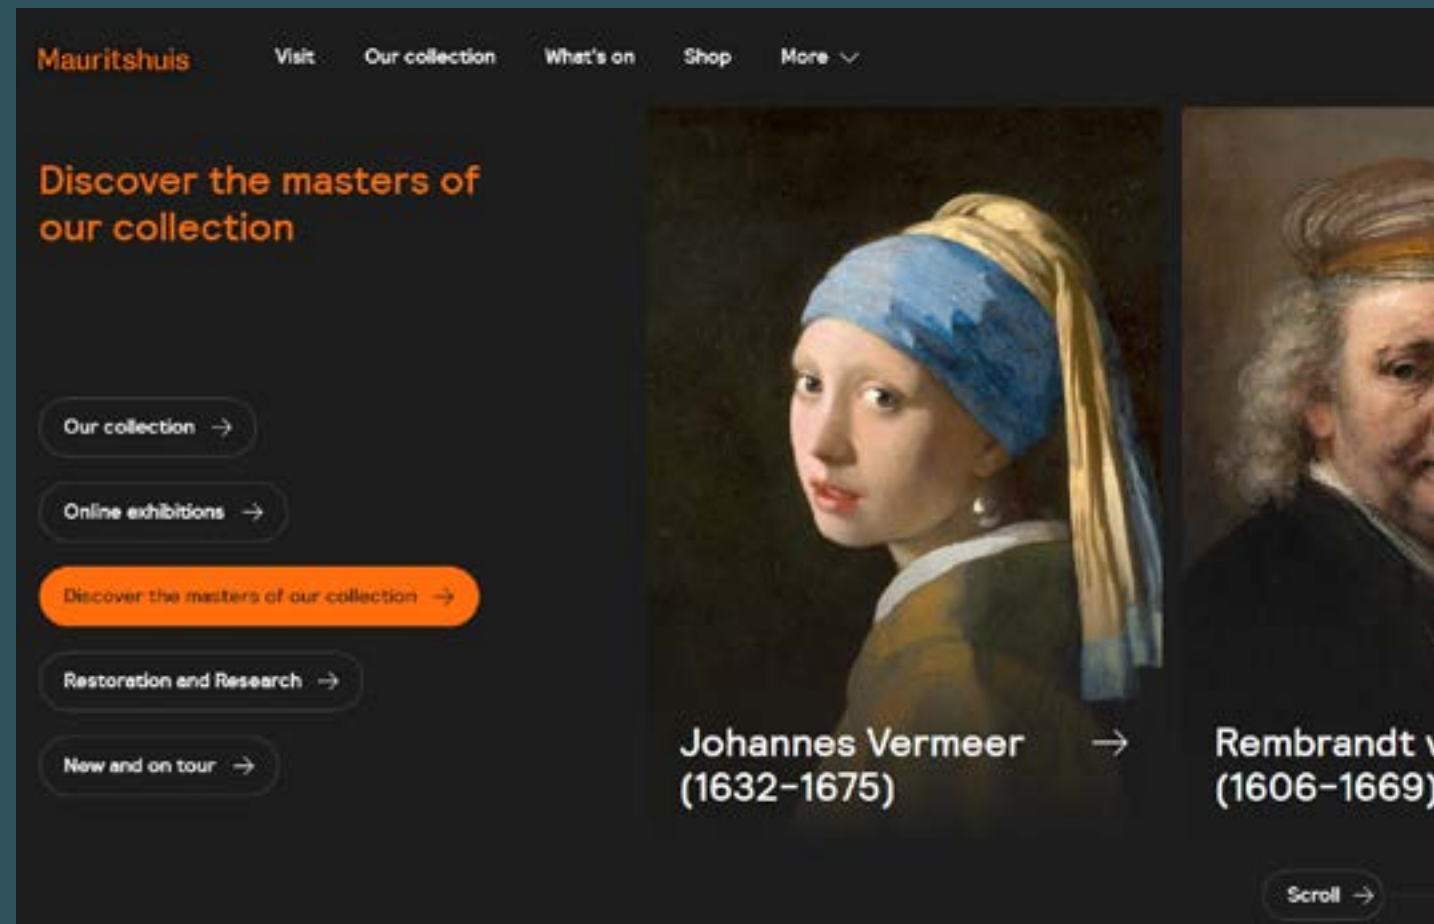 Mauritshuis
Visit
Our collection
What's on
Shop
More
Discover the masters of
our collection
Our collection
Online exhibitions
Discover the masters of our collection
Restoration and Research
New and on tour
Johannes Vermeer
(1632–1675)
Rembrandt
(1606–1669)
Scroll